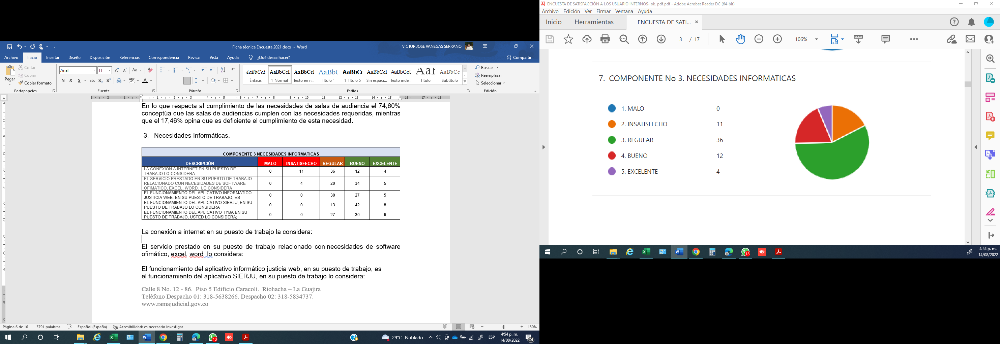 Ficha técnica Encuesta 2021.docx - Word
VICTOR JOSE VANEGAS SERRANO
Archivo Inicio Insertar Diseño Disposición Referencias Correspondencia Revisar Vista Ayuda ¿Qué desea hacer? Compartir
Pegar
Cortar
Copiar
Copiar formato
Portapapeles
Arial 11
N K S abc x₂ x²
Fuente
Párrafo
AaBbCcI AaBbCcI AaBbCcI AaBbC AaBbCc AaBbCcI AaBbCcI AaI AaBbCc
Énfasis ¶ Normal Texto en n... Título 1 ¶ Título 5 Sin espaci... Texto inde... Título Subtítulo
Estilos
Buscar
Reemplazar
Seleccionar
Edición
En lo que respecta al cumplimiento de las necesidades de salas de audiencia el 74,60%
conceptúa que las salas de audiencias cumplen con las necesidades requeridas, mientras
que el 17,46% opina que es deficiente el cumplimiento de esta necesidad.
3. Necesidades Informáticas.
COMPONENTE 3 NECESIDADES INFORMATICAS
DESCRIPCIÓN MALO INSATISFECHO REGULAR BUENO EXCELENTE
LA CONEXION A INTERNET EN SU PUESTO DE
TRABAJO LO CONSIDERA 0 11 36 12 4
EL SERVICIO PRESTADO EN SU PUESTO DE TRABAJO
RELACIONADO CON NECESIDADES DE SOFTWARE
OFIMATICO, EXCEL, WORD. LO CONSIDERA 0 4 20 34 5
EL FUNCIONAMIENTO DEL APLICATIVO INFORMATICO
JUSTICIA WEB, EN SU PUESTO DE TRABAJO, ES 0 0 30 27 5
EL FUNCIONAMIENTO DEL APLICATIVO SIERJU, EN SU
PUESTO DE TRABAJO LO CONSIDERA 0 0 13 42 8
EL FUNCIONAMIENTO DEL APLICATIVO TYBA EN SU
PUESTO DE TRABAJO, USTED LO CONSIDERA; 0 0 27 30 6
La conexión a internet en su puesto de trabajo la considera:
El servicio prestado en su puesto de trabajo relacionado con necesidades de software
ofimático, excel, word lo considera:
El funcionamiento del aplicativo informático justicia web, en su puesto de trabajo, es
el funcionamiento del aplicativo SIERJU, en su puesto de trabajo lo considera:
Calle 8 No. 12 - 86. Piso 5 Edificio Caracolí. Riohacha – La Guajira
Teléfono Despacho 01: 318-5638266. Despacho 02: 318-5834737.
www.ramajudicial.gov.co
Página 6 de 16 3791 palabras Español (España) Accesibilidad: es necesario investigar 130%
29°C Nublado ESP
4:54 p. m.
14/08/2022
24
13
ENCUESTA DE SATISFACCIÓN A LOS USUARIO INTERNOS- ok. pdf.pdf - Adobe Acrobat Reader DC (64-bit)
Archivo Edición Ver Firmar Ventana Ayuda
Inicio Herramientas ENCUESTA DE SATI... ×
3 / 17 106%
7. COMPONENTE No 3. NECESIDADES INFORMATICAS
1. MALO 0
2. INSATISFECHO 11
3. REGULAR 36
4. BUENO 12
5. EXCELENTE 4
13
4:54 p. m.
14/08/2022